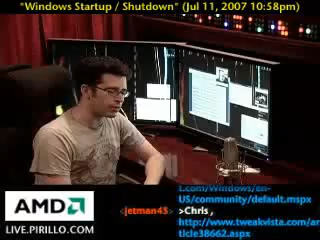 "Windows Startup / Shutdown" (Jul 11, 2007 10:58pm)
t.com/Windows/en-
US/community/default.mspx
<jetman45> >Chris ,
http://www.tweakvista.com/ar
ticle38662.aspx
AMD
LIVE.PIRILLO.COM